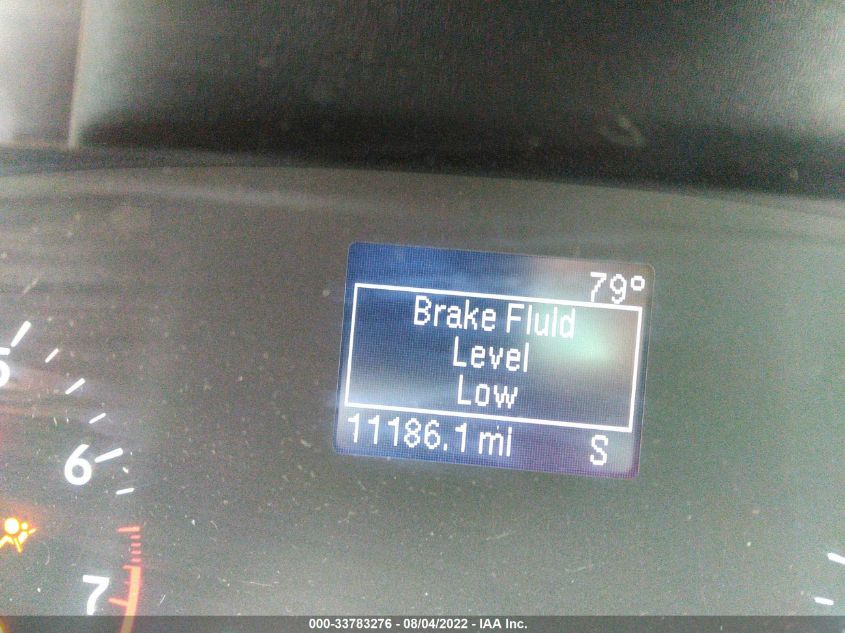 79°
Brake Fluid
Level
Low
11186.1 mi S
5
6
7
000-33783276 - 08/04/2022 - IAA Inc.